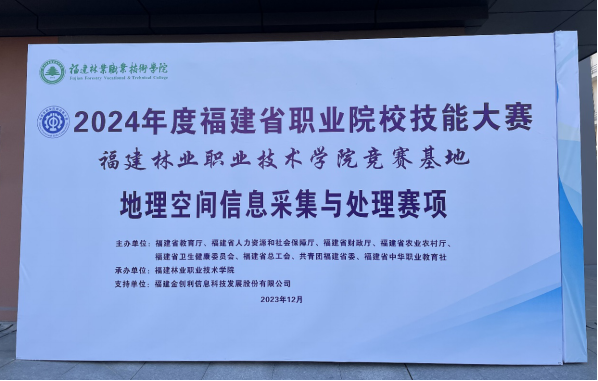 福建林业职业技术学院
Fujian Forestry Vocational & Technical College
2024年度福建省职业院校技能大赛
福建林业职业技术学院竞赛基地
地理空间信息采集与处理赛项
主办单位：福建省教育厅、福建省人力资源和社会保障厅、福建省财政厅、福建省农业农村厅、
福建省卫生健康委员会、福建省总工会、共青团福建省委、福建省中华职业教育社
承办单位：福建林业职业技术学院
支持单位：福建金创利信息科技发展股份有限公司
2023年12月